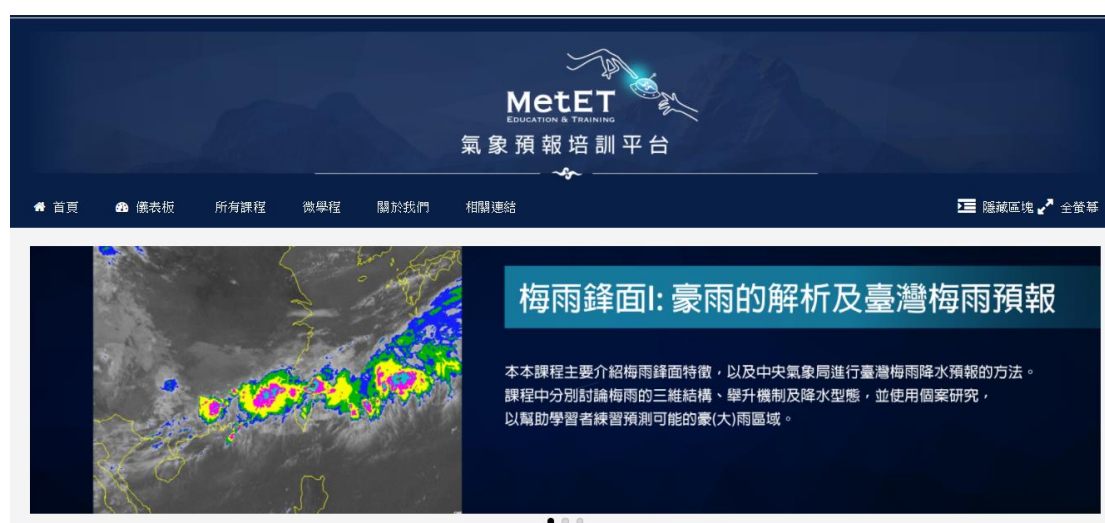 MetET
EDUCATION & TRAINING
氣象預報培訓平台
首頁 儀表板 所有課程 微學程 關於我們 相關連結 隱藏區塊 全螢幕
梅雨鋒面I: 豪雨的解析及臺灣梅雨預報
本本課程主要介紹梅雨鋒面特徵，以及中央氣象局進行臺灣梅雨降水預報的方法。
課程中分別討論梅雨的三維結構、舉升機制及降水型態，並使用個案研究，
以幫助學習者練習預測可能的豪(大)雨區域。